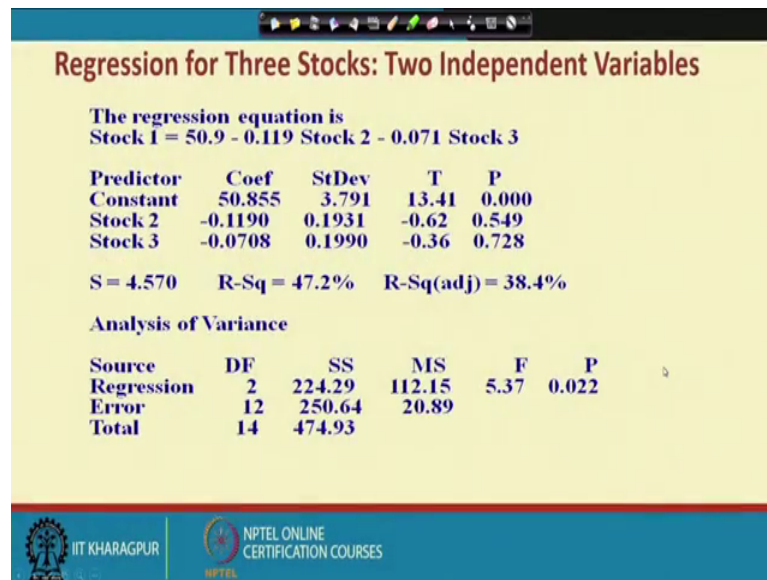 Regression for Three Stocks: Two Independent Variables
The regression equation is
Stock 1 = 50.9 - 0.119 Stock 2 - 0.071 Stock 3
Predictor Coef StDev T P
Constant 50.855 3.791 13.41 0.000
Stock 2 -0.1190 0.1931 -0.62 0.549
Stock 3 -0.0708 0.1990 -0.36 0.728
S = 4.570 R-Sq = 47.2% R-Sq(adj) = 38.4%
Analysis of Variance
Source DF SS MS F P
Regression 2 224.29 112.15 5.37 0.022
Error 12 250.64 20.89
Total 14 474.93
IIT KHARAGPUR
NPTEL ONLINE
CERTIFICATION COURSES
NPTEL